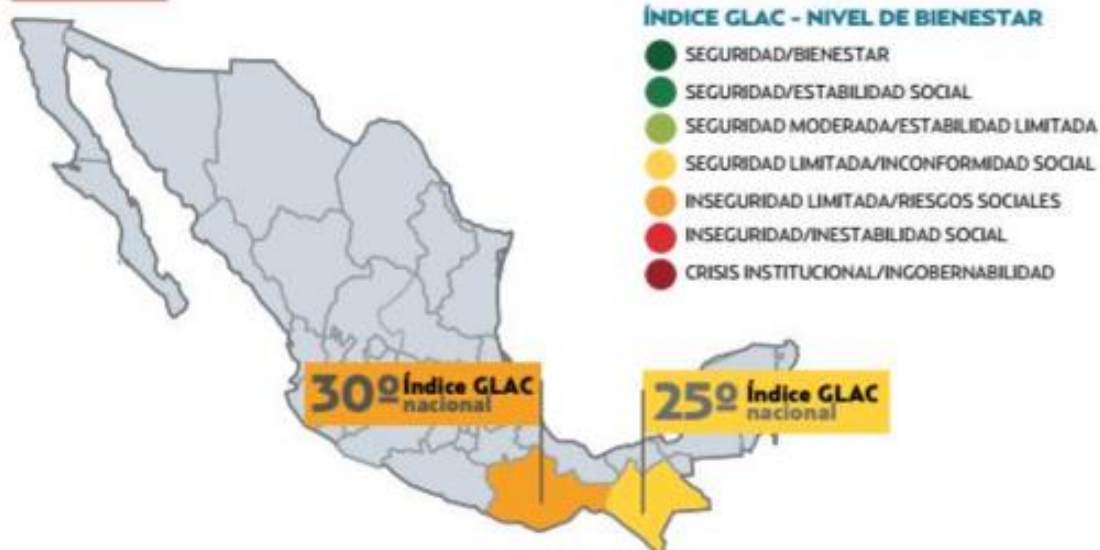 ÍNDICE GLAC - NIVEL DE BIENESTAR
SEGURIDAD/BIENESTAR
SEGURIDAD/ESTABILIDAD SOCIAL
SEGURIDAD MODERADA/ESTABILIDAD LIMITADA
SEGURIDAD LIMITADA/INCONFORMIDAD SOCIAL
INSEGURIDAD LIMITADA/RIESGOS SOCIALES
INSEGURIDAD/INESTABILIDAD SOCIAL
CRISIS INSTITUCIONAL/INGOBERNABILIDAD
30º Índice GLAC
nacional
25º Índice GLAC
nacional